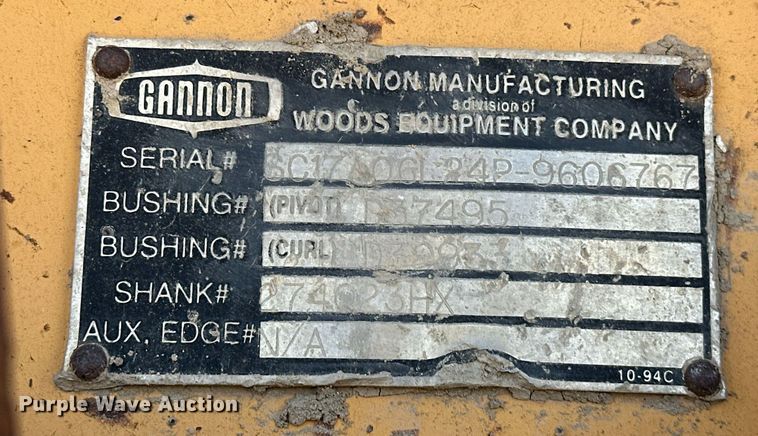 GANNON
GANNON MANUFACTURING
a division of
WOODS EQUIPMENT COMPANY
SERIAL#
BUSHING# (PIVOT)
BUSHING# (CURL)
SHANK# 274623HX
AUX. EDGE# N/A
10-94C
Purple Wave Auction